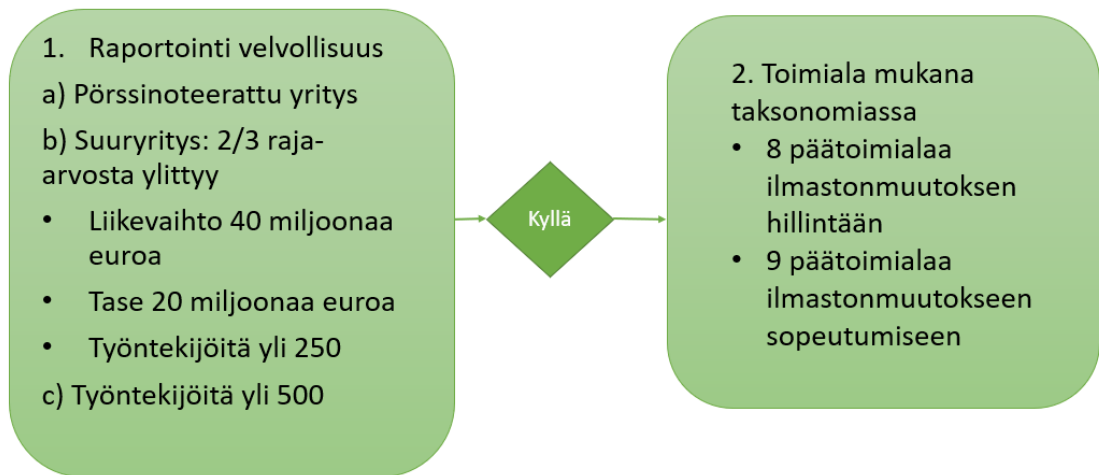 1. Raportointi velvollisuus
a) Pörssinoteerattu yritys
b) Suuryritys: 2/3 raja-
arvosta ylittyy
• Liikevaihto 40 miljoonaa
euroa
• Tase 20 miljoonaa euroa
• Työntekijöitä yli 250
c) Työntekijöitä yli 500
Kyllä
2. Toimiala mukana
taksonomiassa
• 8 päätoimialaa
ilmastonmuutoksen
hillintään
• 9 päätoimialaa
ilmastonmuutokseen
sopeutumiseen